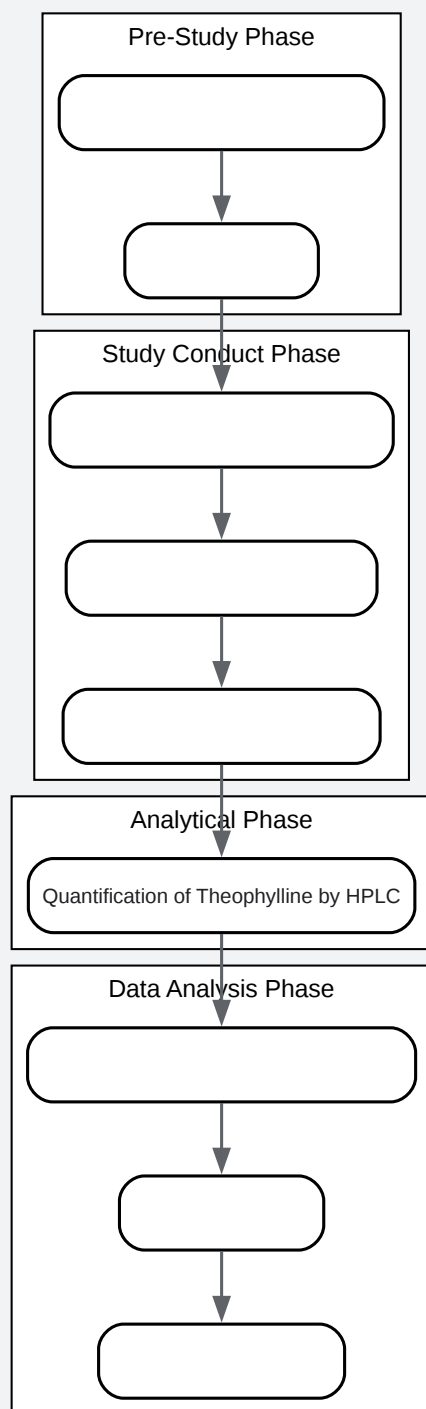 Pre-Study Phase
Study Conduct Phase
Analytical Phase
Quantification of Theophylline by HPLC
Data Analysis Phase